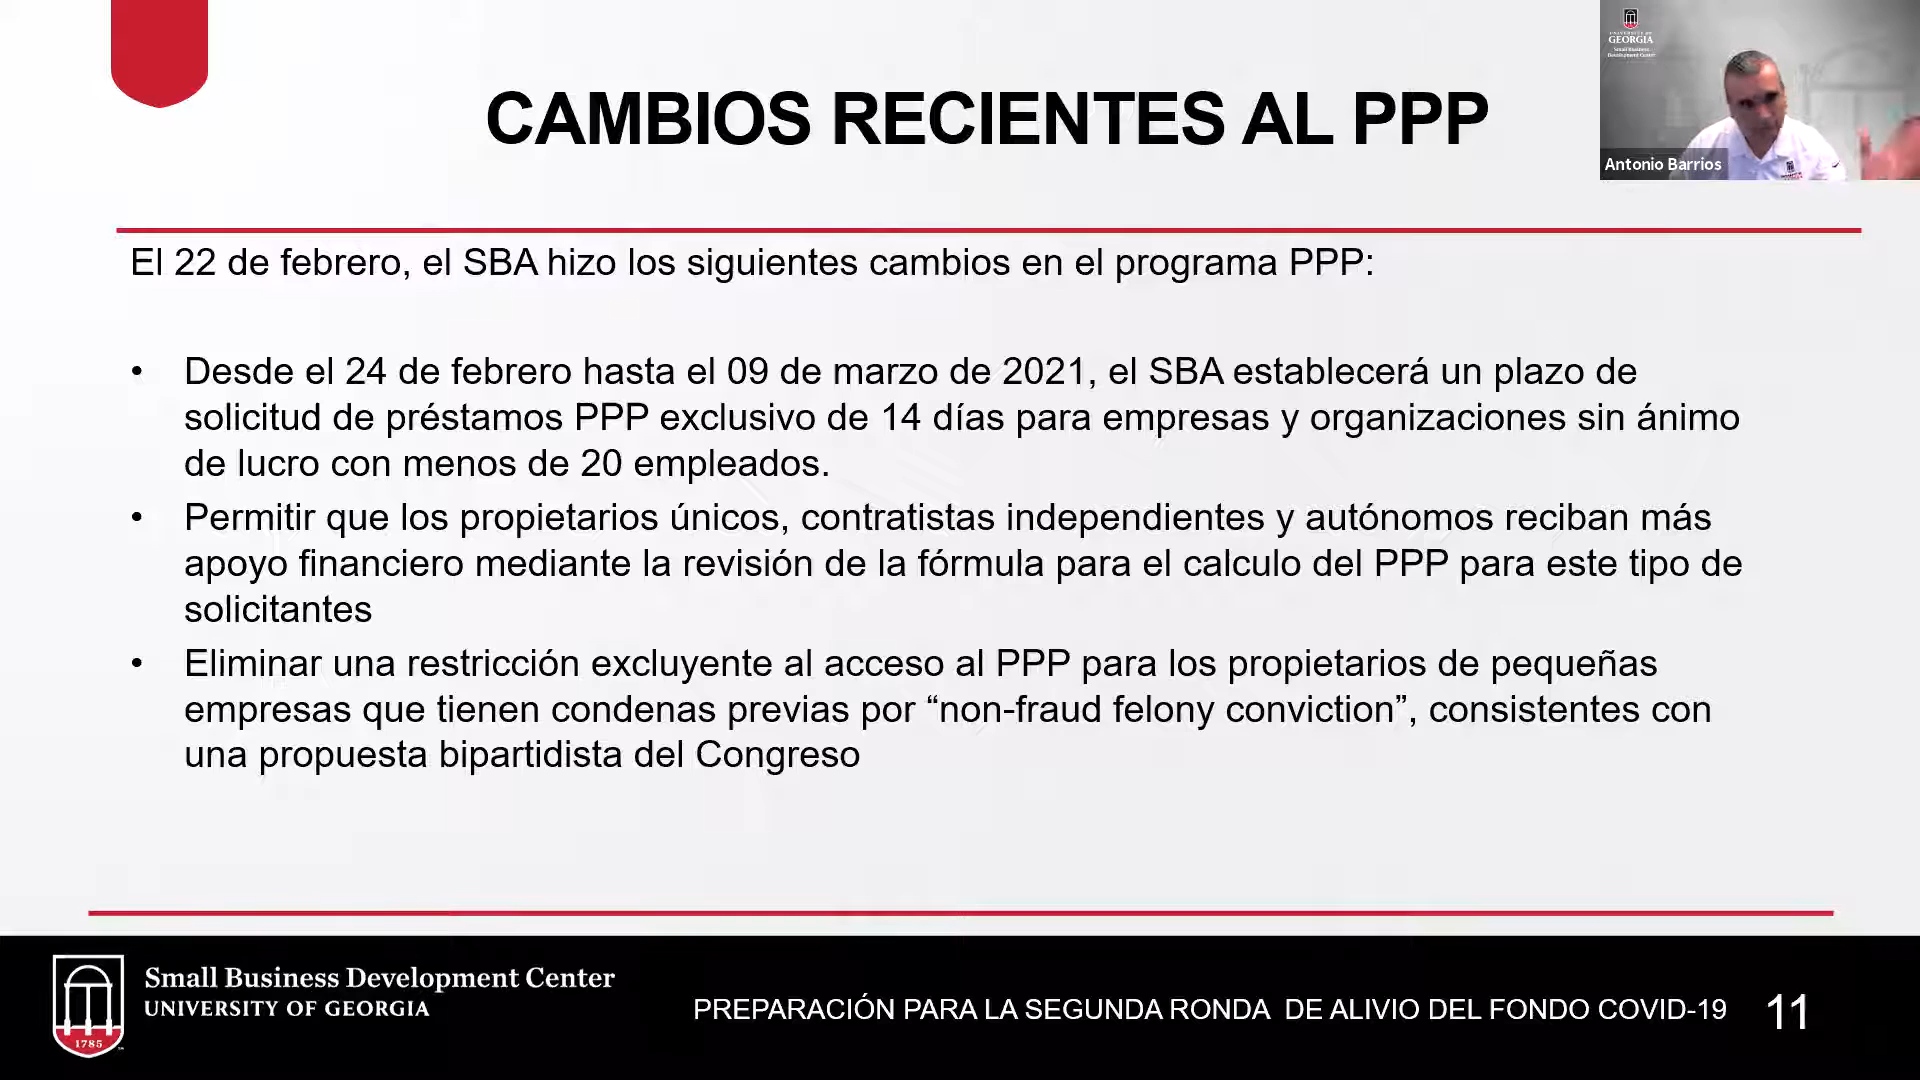 UNIVERSITY OF
GEORGIA
Small Business
Development Center
CAMBIOS RECIENTES AL PPP
Antonio Barrios
El 22 de febrero, el SBA hizo los siguientes cambios en el programa PPP:
• Desde el 24 de febrero hasta el 09 de marzo de 2021, el SBA establecerá un plazo de
solicitud de préstamos PPP exclusivo de 14 días para empresas y organizaciones sin ánimo
de lucro con menos de 20 empleados.
• Permitir que los propietarios únicos, contratistas independientes y autónomos reciban más
apoyo financiero mediante la revisión de la fórmula para el calculo del PPP para este tipo de
solicitantes
• Eliminar una restricción excluyente al acceso al PPP para los propietarios de pequeñas
empresas que tienen condenas previas por “non-fraud felony conviction”, consistentes con
una propuesta bipartidista del Congreso
1785
Small Business Development Center
UNIVERSITY OF GEORGIA
PREPARACIÓN PARA LA SEGUNDA RONDA DE ALIVIO DEL FONDO COVID-19
11